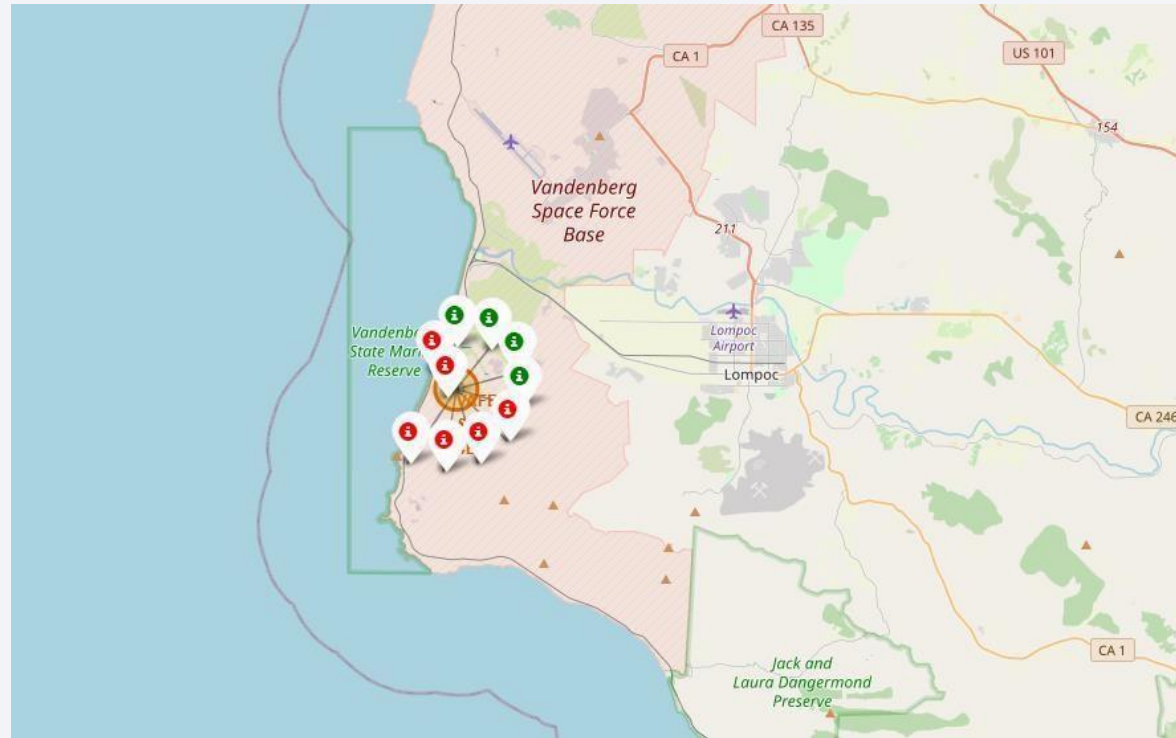 CA 135
CA 1
US 101
154
Vandenberg
Space Force
Base
211
State
Reserve
Lompoc
Airport
Lompoc
CA 246
CA 1
Jack and
Laura Dangermond
Preserve